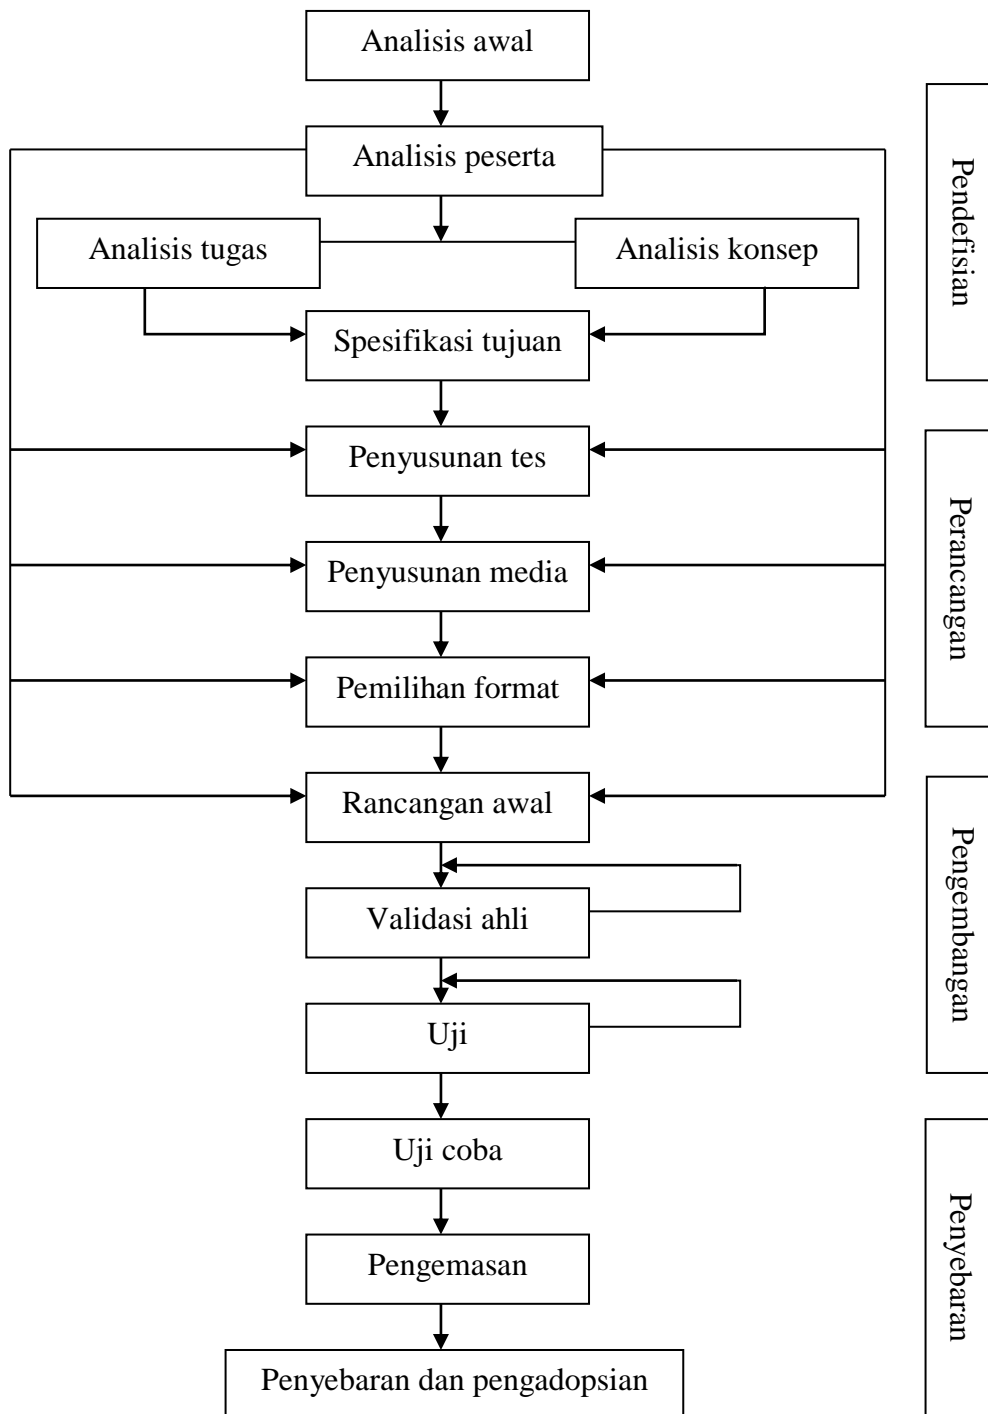 Analisis awal
Analisis peserta
Analisis tugas
Analisis konsep
Spesifikasi tujuan
Penyusunan tes
Penyusunan media
Pemilihan format
Rancangan awal
Validasi ahli
Uji
Uji coba
Pengemasan
Penyebaran dan pengadopsian
Pendefisian
Perancangan
Pengembangan
Penyebaran